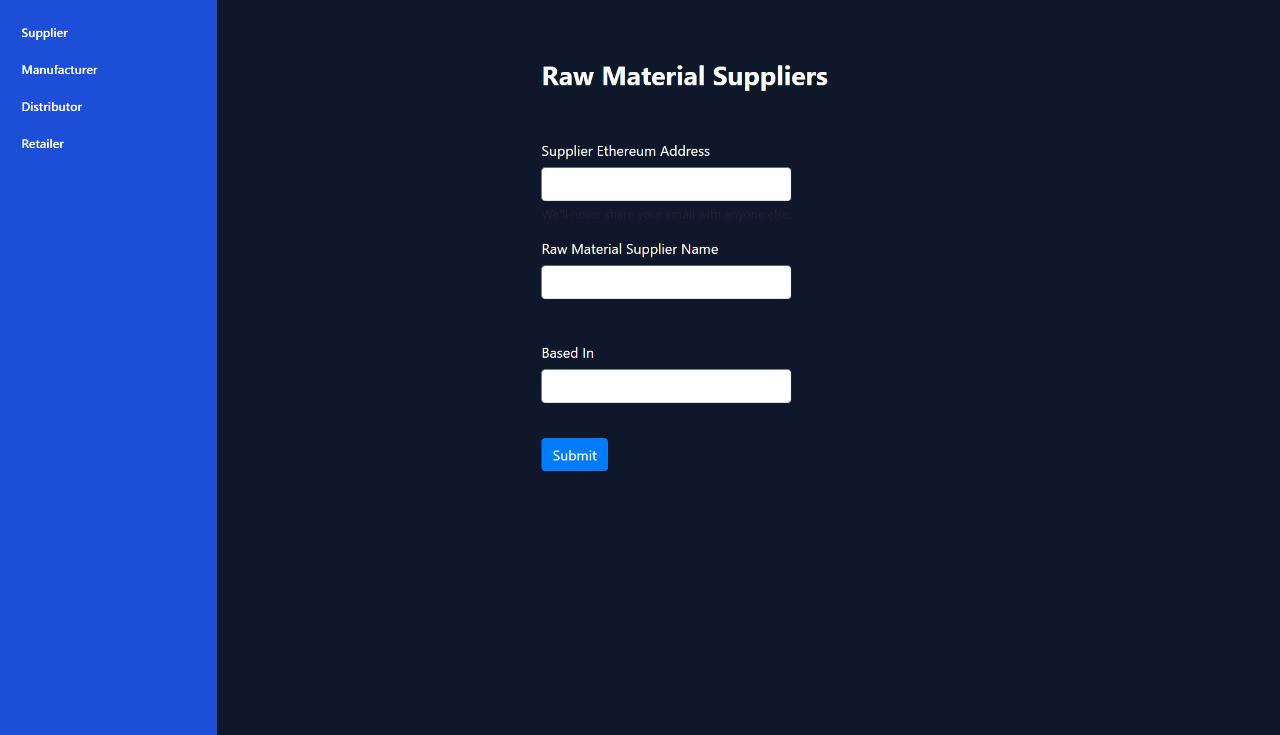 Supplier
Manufacturer
Distributor
Retailer
Raw Material Suppliers
Supplier Ethereum Address
We'll never share your email with anyone else.
Raw Material Supplier Name
Based In
Submit